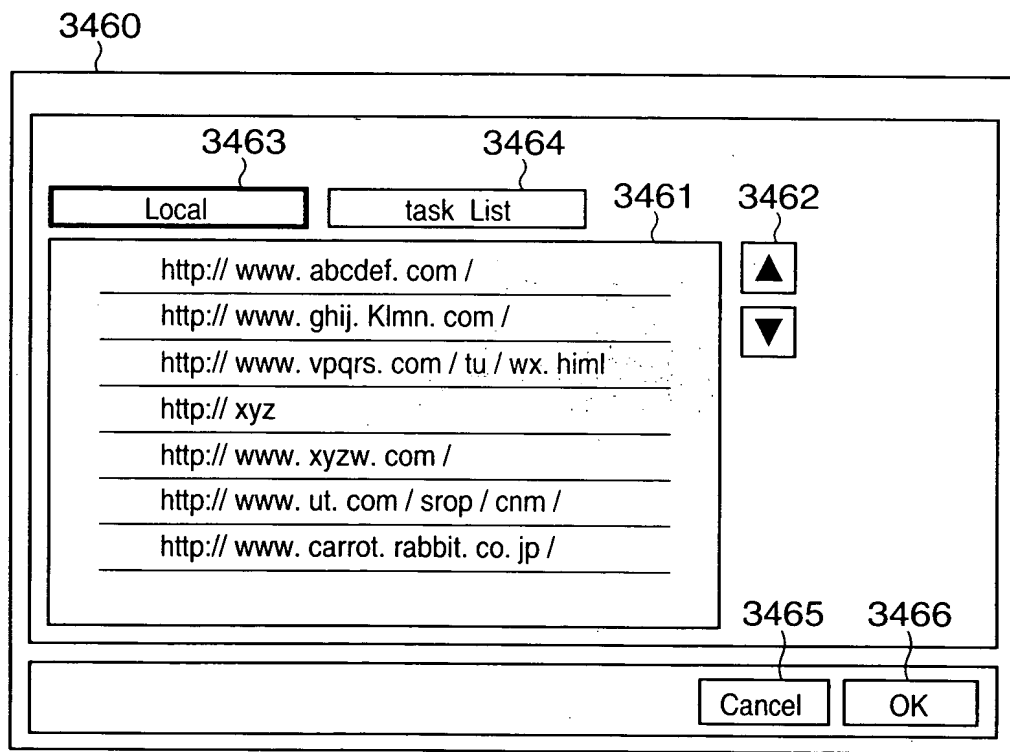 3460
3463 3464 3461 3462
Local task List
▲
▼
http:// www. abcdef. com /
http:// www. ghij. Klmn. com /
http:// www. vpqrs. com / tu / wx. himl
http:// xyz
http:// www. xyzw. com /
http:// www. ut. com / srop / cnm /
http:// www. carrot. rabbit. co. jp /
3465 3466
Cancel OK